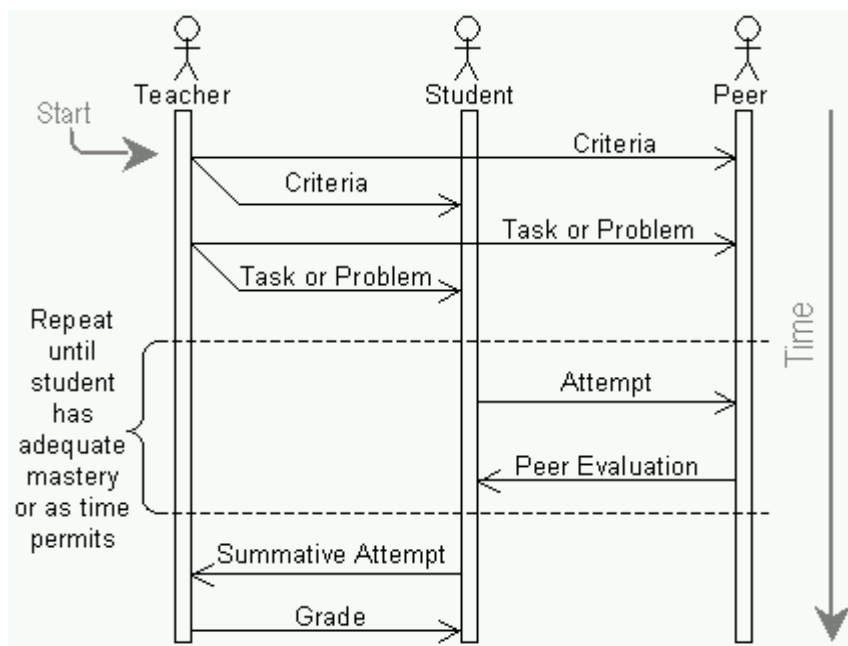 Teacher
Student
Peer
Start
Criteria
Criteria
Task or Problem
Task or Problem
Repeat
until
student
has
adequate
mastery
or as time
permits
Time
Attempt
Peer Evaluation
Summative Attempt
Grade